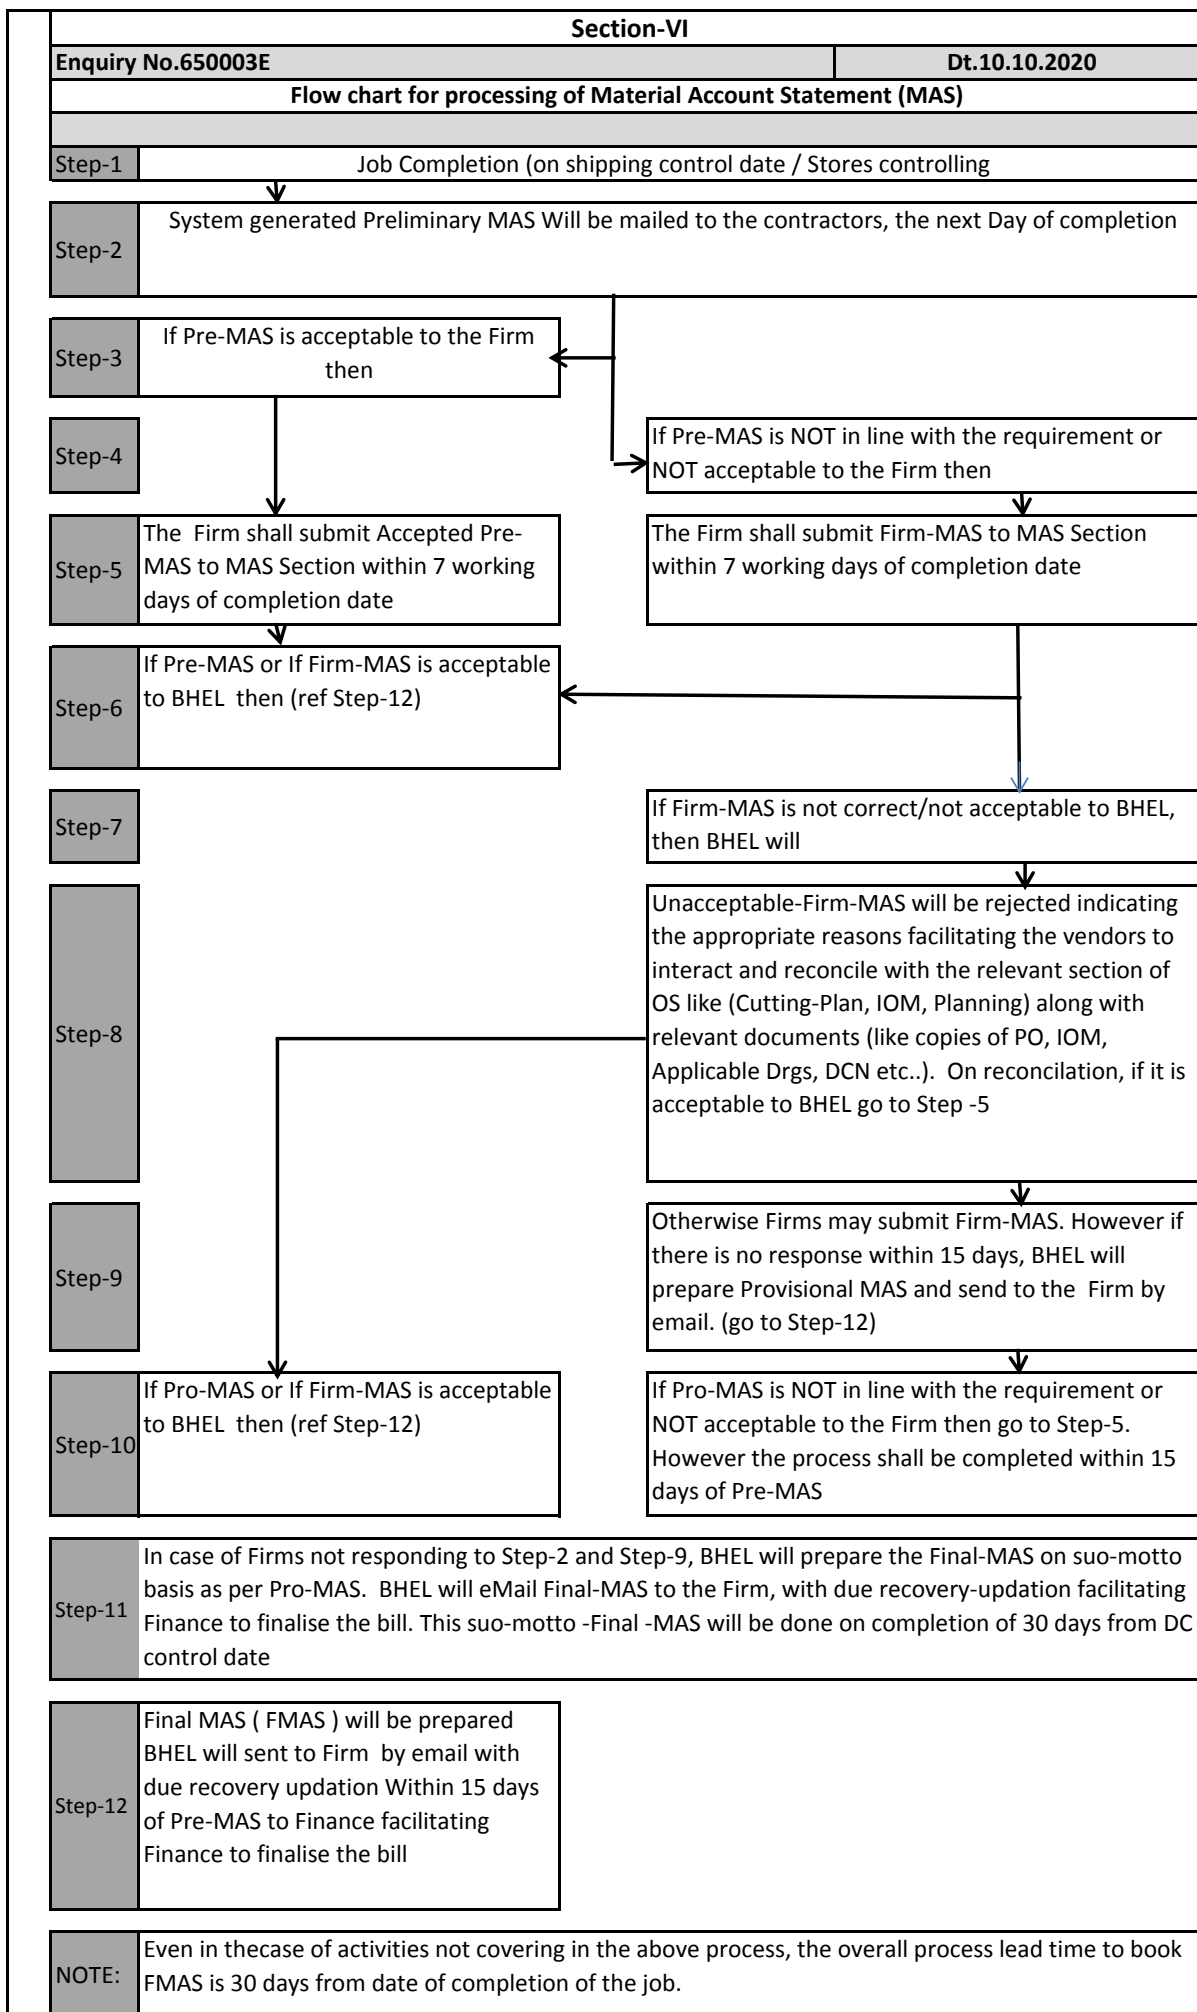 Section-VI
Enquiry No.650003E
Dt.10.10.2020
Flow chart for processing of Material Account Statement (MAS)
Step-1
Job Completion (on shipping control date / Stores controlling
Step-2
System generated Preliminary MAS Will be mailed to the contractors, the next Day of completion
Step-3
If Pre-MAS is acceptable to the Firm
then
Step-4
If Pre-MAS is NOT in line with the requirement or
NOT acceptable to the Firm then
Step-5
The Firm shall submit Accepted Pre-
MAS to MAS Section within 7 working
days of completion date
The Firm shall submit Firm-MAS to MAS Section
within 7 working days of completion date
Step-6
If Pre-MAS or If Firm-MAS is acceptable
to BHEL then (ref Step-12)
Step-7
If Firm-MAS is not correct/not acceptable to BHEL,
then BHEL will
Step-8
Unacceptable-Firm-MAS will be rejected indicating
the appropriate reasons facilitating the vendors to
interact and reconcile with the relevant section of
OS like (Cutting-Plan, IOM, Planning) along with
relevant documents (like copies of PO, IOM,
Applicable Drgs, DCN etc..). On reconcilation, if it is
acceptable to BHEL go to Step -5
Step-9
Otherwise Firms may submit Firm-MAS. However if
there is no response within 15 days, BHEL will
prepare Provisional MAS and send to the Firm by
email. (go to Step-12)
Step-10
If Pro-MAS or If Firm-MAS is acceptable
to BHEL then (ref Step-12)
If Pro-MAS is NOT in line with the requirement or
NOT acceptable to the Firm then go to Step-5.
However the process shall be completed within 15
days of Pre-MAS
Step-11
In case of Firms not responding to Step-2 and Step-9, BHEL will prepare the Final-MAS on suo-motto
basis as per Pro-MAS. BHEL will eMail Final-MAS to the Firm, with due recovery-updation facilitating
Finance to finalise the bill. This suo-motto -Final -MAS will be done on completion of 30 days from DC
control date
Step-12
Final MAS ( FMAS ) will be prepared
BHEL will sent to Firm by email with
due recovery updation Within 15 days
of Pre-MAS to Finance facilitating
Finance to finalise the bill
NOTE:
Even in thecase of activities not covering in the above process, the overall process lead time to book
FMAS is 30 days from date of completion of the job.